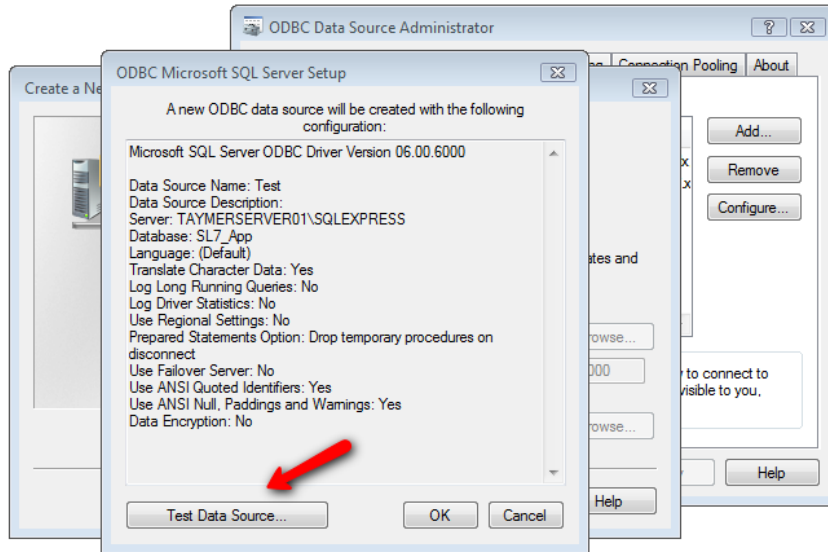 ODBC Data Source Administrator
Connection Pooling
About
Create a Ne
ODBC Microsoft SQL Server Setup
A new ODBC data source will be created with the following
configuration:
Microsoft SQL Server ODBC Driver Version 06.00.6000
Data Source Name: Test
Data Source Description:
Server: TAYMERSERVER01\SQLEXPRESS
Database: SL7_App
Language: (Default)
Translate Character Data: Yes
Log Long Running Queries: No
Log Driver Statistics: No
Use Regional Settings: No
Prepared Statements Option: Drop temporary procedures on
disconnect
Use Failover Server: No
Use ANSI Quoted Identifiers: Yes
Use ANSI Null, Paddings and Warnings: Yes
Data Encryption: No
Test Data Source...
OK
Cancel
ates and
rowse...
000
rowse...
Help
Add...
Remove
Configure...
to connect to
visible to you,
Help